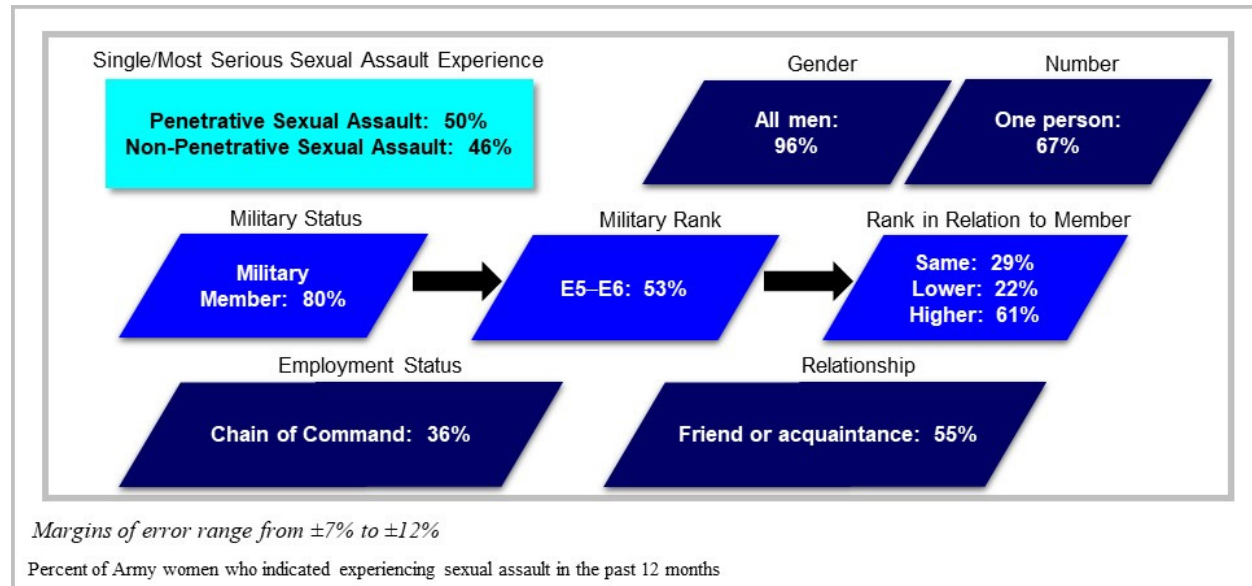 Single/Most Serious Sexual Assault Experience
Penetrative Sexual Assault: 50%
Non-Penetrative Sexual Assault: 46%
Gender
All men:
96%
Number
One person:
67%
Military Status
Military
Member: 80%
Military Rank
E5–E6: 53%
Rank in Relation to Member
Same: 29%
Lower: 22%
Higher: 61%
Employment Status
Chain of Command: 36%
Relationship
Friend or acquaintance: 55%
Margins of error range from ±7% to ±12%
Percent of Army women who indicated experiencing sexual assault in the past 12 months